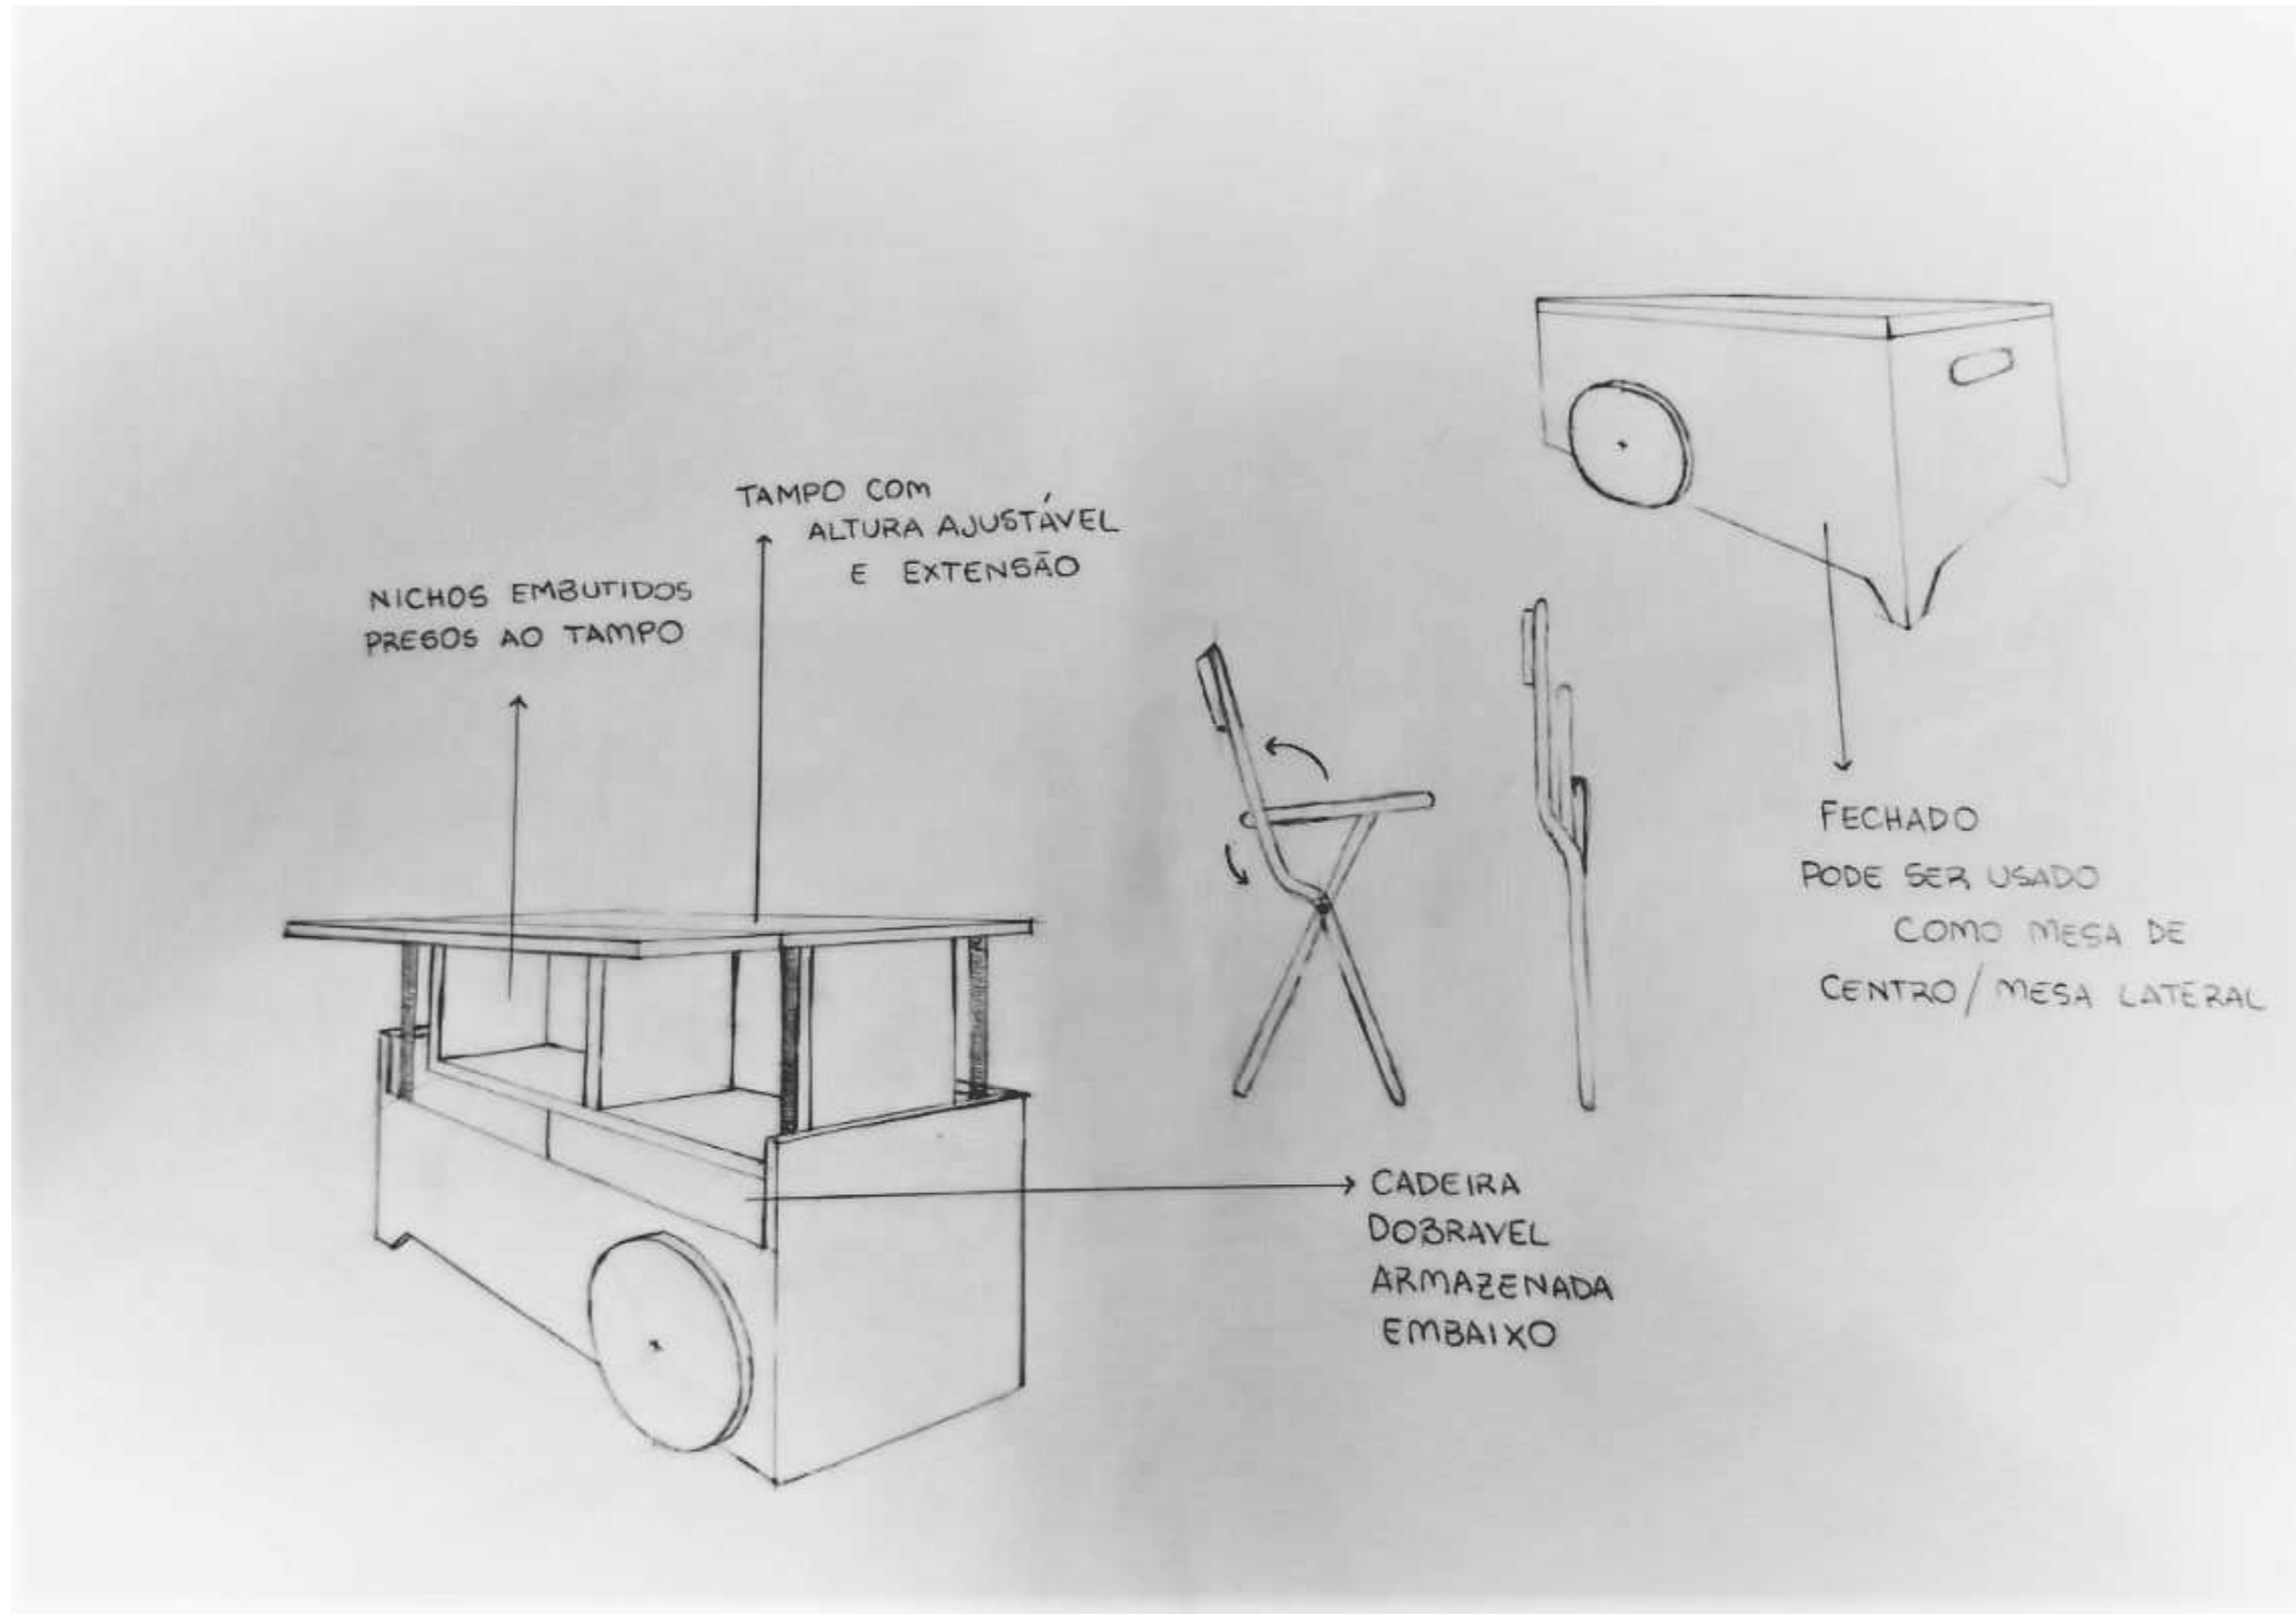 TAMPO COM
ALTURA AJUSTÁVEL
E EXTENSÃO
NICHOS EMBUTIDOS
PRESOS AO TAMPO
FECHADO
PODE SER USADO
COMO MESA DE
CENTRO / MESA LATERAL
CADEIRA
DOBRAVEL
ARMAZENADA
EMBAIXO